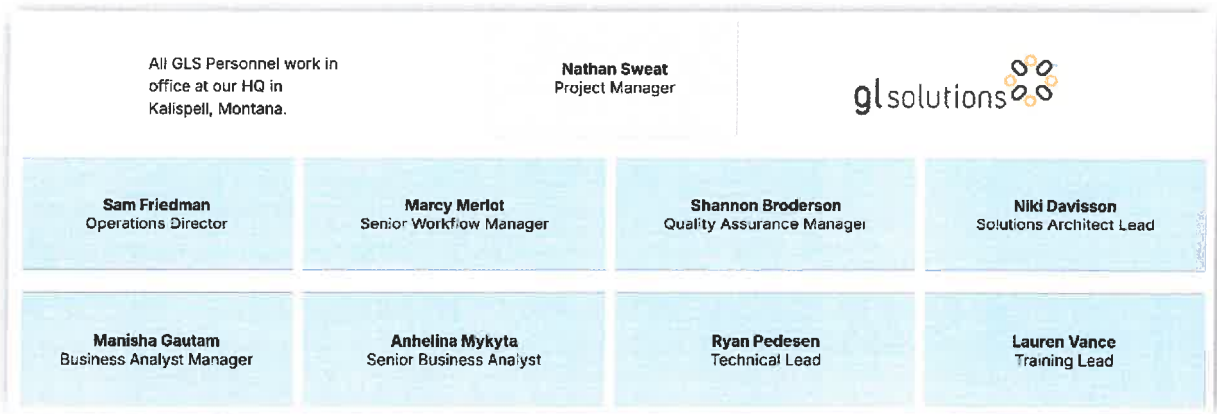 All GLS Personnel work in
office at our HQ in
Kalispell, Montana.
Nathan Sweat
Project Manager
glsolutions
Sam Friedman
Operations Director
Marcy Merlot
Senior Workflow Manager
Shannon Broderson
Quality Assurance Manager
Niki Davisson
Solutions Architect Lead
Manisha Gautam
Business Analyst Manager
Anhelina Mykyta
Senior Business Analyst
Ryan Pedesen
Technical Lead
Lauren Vance
Training Lead